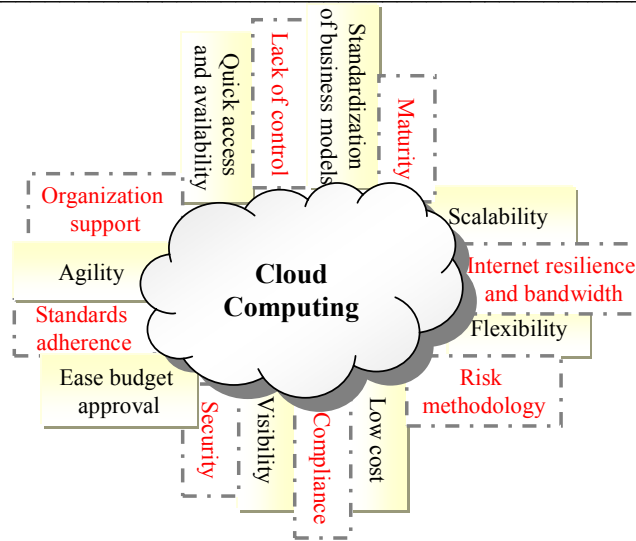 Quick access
and availability
Lack of control
Standardization
of business models
Maturity
Organization
support
Scalability
Agility
Cloud
Computing
Internet resilience
and bandwidth
Standards
adherence
Flexibility
Ease budget
approval
Risk
methodology
Security
Visibility
Compliance
Low cost